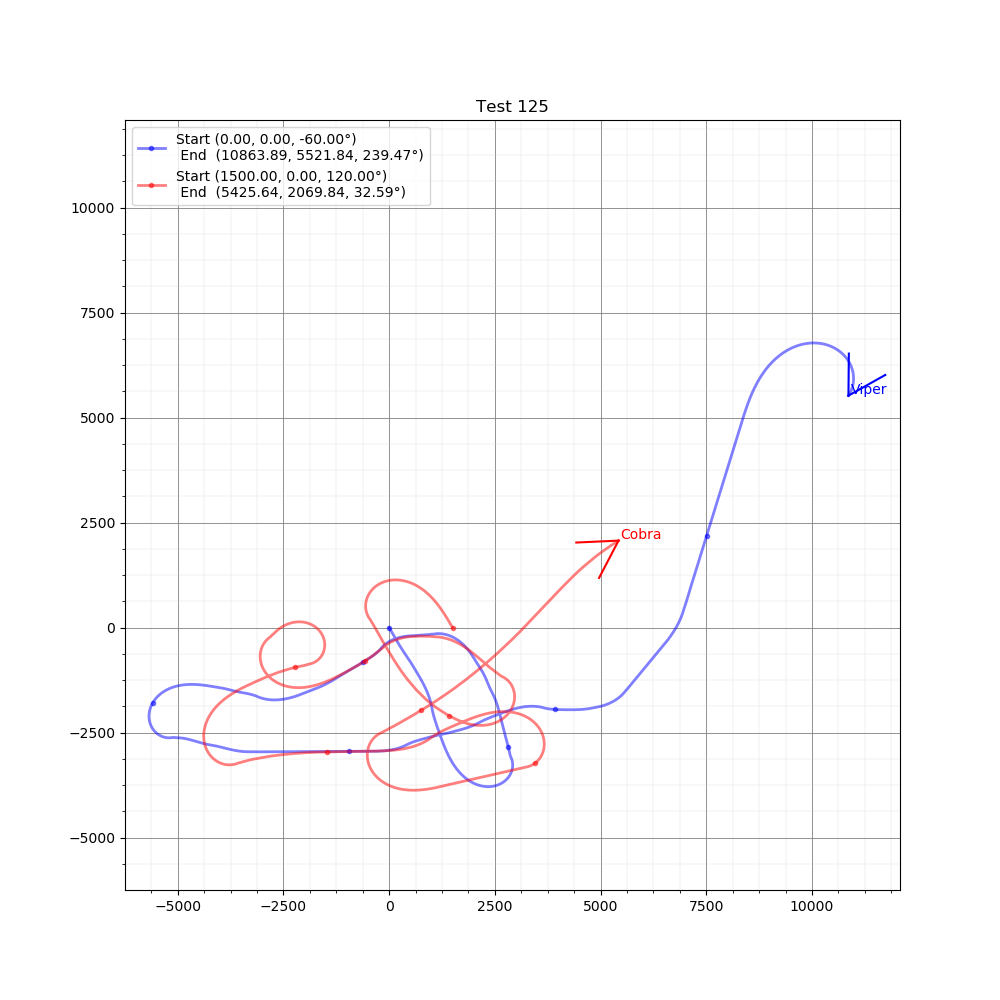 Test 125
Start (0.00, 0.00, -60.00°)
End (10863.89, 5521.84, 239.47°)
Start (1500.00, 0.00, 120.00°)
End (5425.64, 2069.84, 32.59°)
10000
7500
5000
2500
0
−2500
−5000
Viper
Cobra
−5000
−2500
0
2500
5000
7500
10000